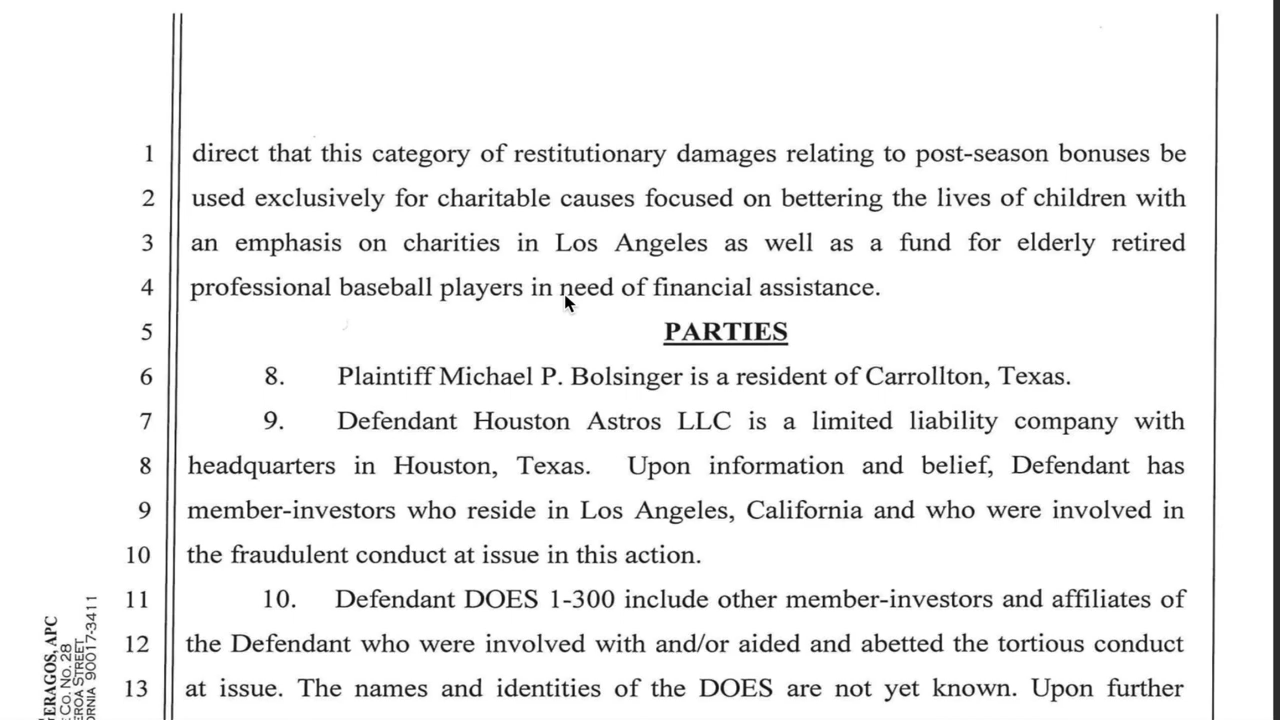 1 direct that this category of restitutionary damages relating to post-season bonuses be
2 used exclusively for charitable causes focused on bettering the lives of children with
3 an emphasis on charities in Los Angeles as well as a fund for elderly retired
4 professional baseball players in need of financial assistance.
5 PARTIES
6 8. Plaintiff Michael P. Bolsinger is a resident of Carrollton, Texas.
7 9. Defendant Houston Astros LLC is a limited liability company with
8 headquarters in Houston, Texas. Upon information and belief, Defendant has
9 member-investors who reside in Los Angeles, California and who were involved in
10 the fraudulent conduct at issue in this action.
11 10. Defendant DOES 1-300 include other member-investors and affiliates of
12 the Defendant who were involved with and/or aided and abetted the tortious conduct
13 at issue. The names and identities of the DOES are not yet known. Upon further
ERAGOS, APC
Co. No. 28
EROA STREET
ORNIA 90017-3411